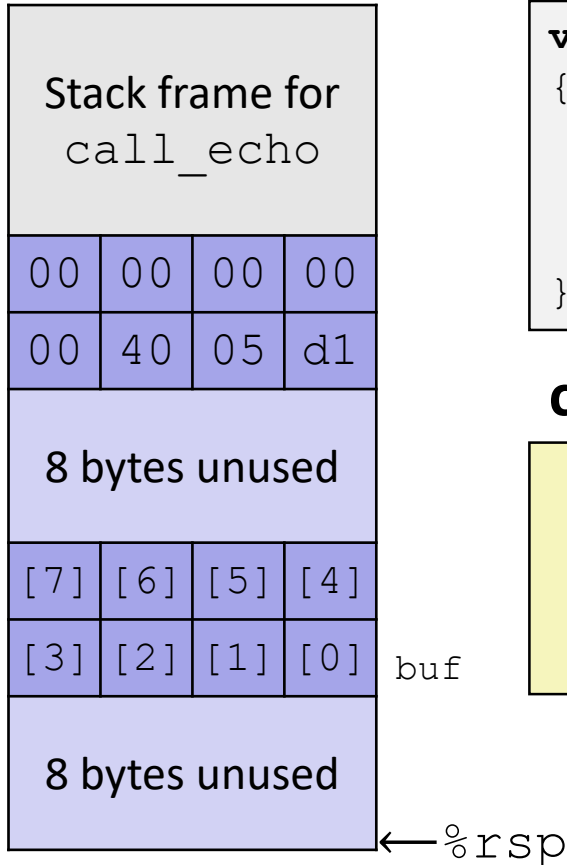 Stack frame for
call_echo
00 00 00 00
00 40 05 d1
8 bytes unused
[7] [6] [5] [4]
[3] [2] [1] [0] buf
8 bytes unused
←%rsp
{
}